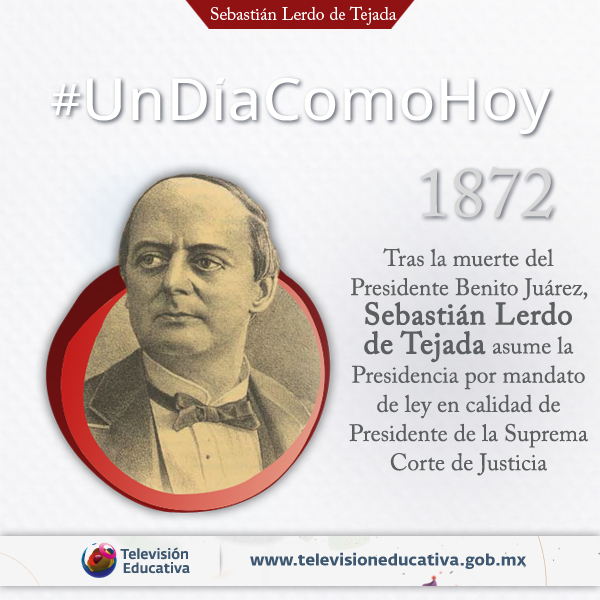 Sebastián Lerdo de Tejada
#UnDiaComoHoy
1872
Tras la muerte del
Presidente Benito Juárez,
Sebastián Lerdo
de Tejada asume la
Presidencia por mandato
de ley en calidad de
Presidente de la Suprema
Corte de Justicia
Televisión
Educativa
www.televisioneducativa.gob.mx